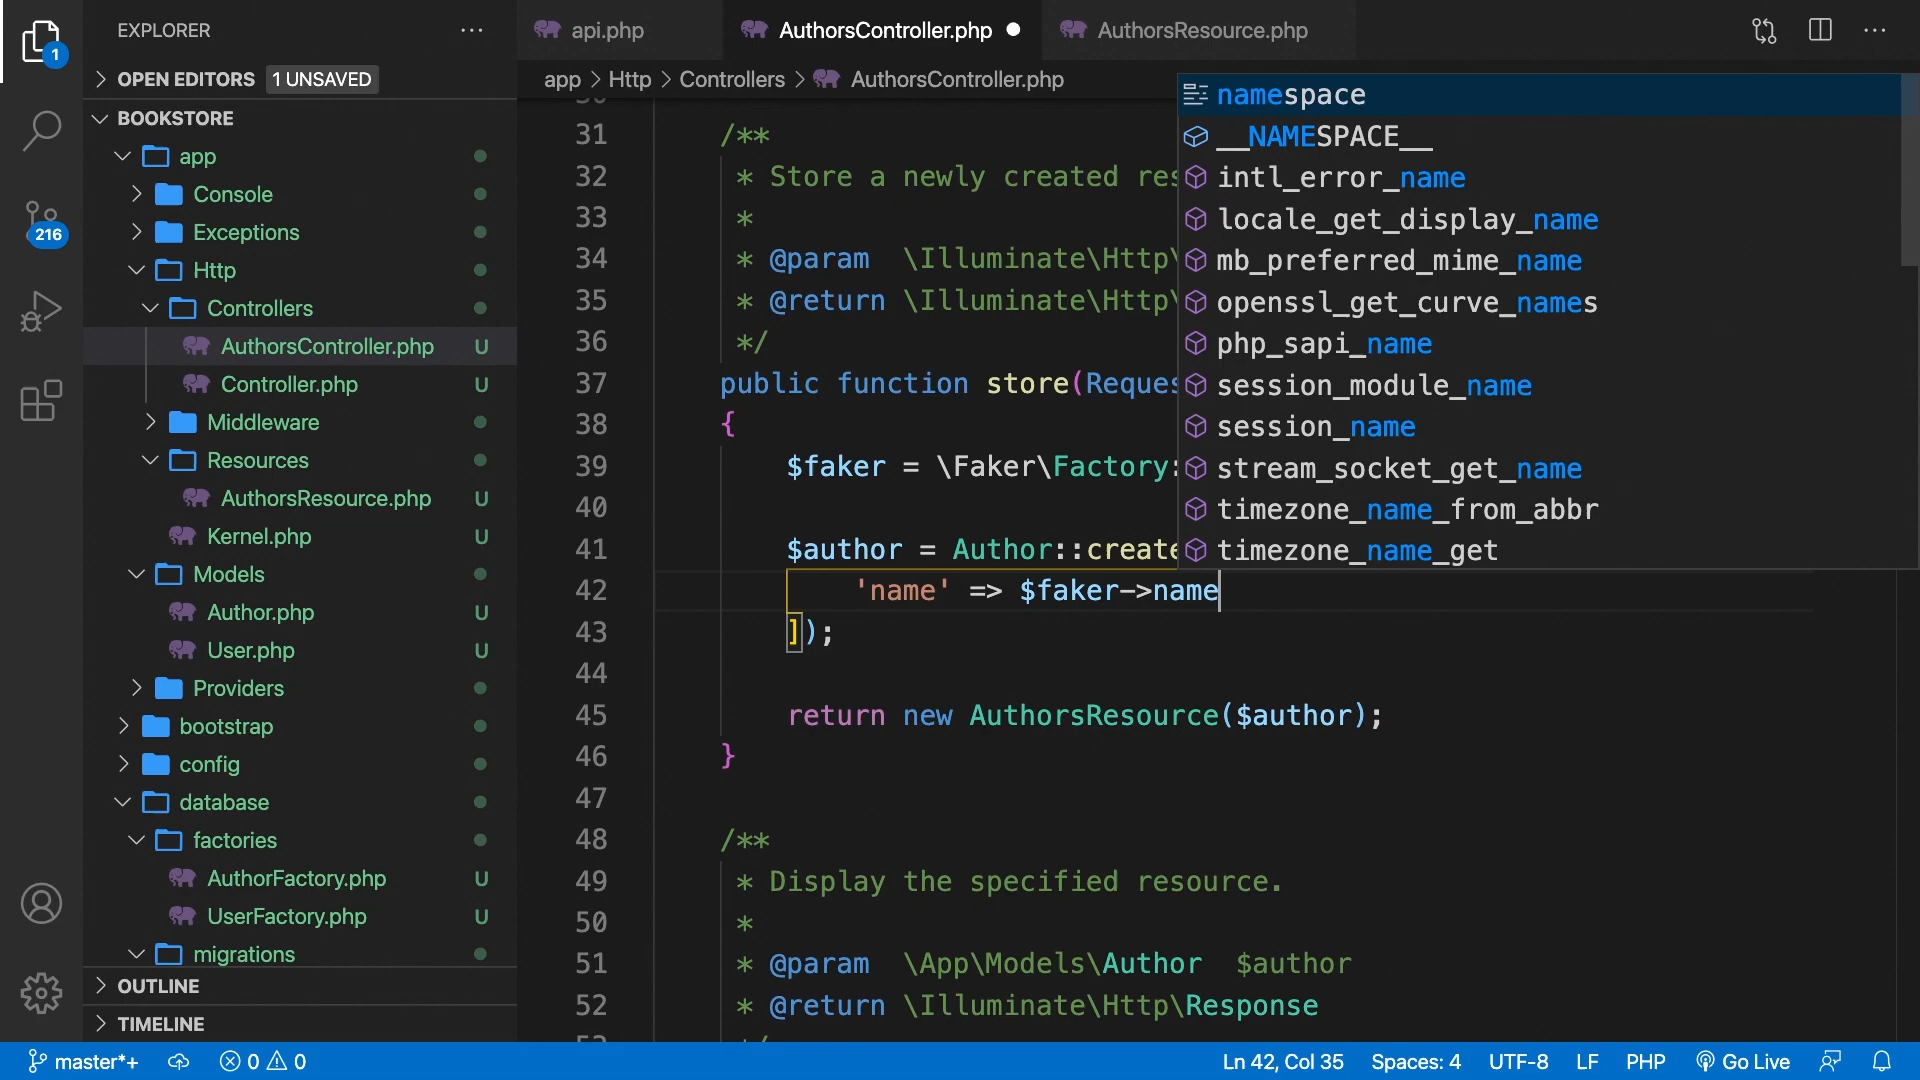 EXPLORER
OPEN EDITORS 1 UNSAVED
BOOKSTORE
app
Console
Exceptions
Http
Controllers
AuthorsController.php U
Controller.php U
Middleware
Resources
AuthorsResource.php U
Kernel.php U
Models
Author.php U
User.php U
Providers
bootstrap
config
database
factories
AuthorFactory.php U
UserFactory.php U
migrations
OUTLINE
TIMELINE
1
216
api.php
AuthorsController.php
AuthorsResource.php
app > Http > Controllers > AuthorsController.php
31 /**
32 * Store a newly created res
33 *
34 * @param \Illuminate\Http\
35 * @return \Illuminate\Http\
36 */
37 public function store(Reques
38 {
39 $faker = \Faker\Factory:
40
41 $author = Author::create
42 'name' => $faker->name
43 ]);
44
45 return new AuthorsResource($author);
46 }
47
48 /**
49 * Display the specified resource.
50 *
51 * @param \App\Models\Author $author
52 * @return \Illuminate\Http\Response
namespace
__NAMESPACE__
intl_error_name
locale_get_display_name
mb_preferred_mime_name
openssl_get_curve_names
php_sapi_name
session_module_name
session_name
stream_socket_get_name
timezone_name_from_abbr
timezone_name_get
master*+ 0 0 Ln 42, Col 35 Spaces: 4 UTF-8 LF PHP Go Live